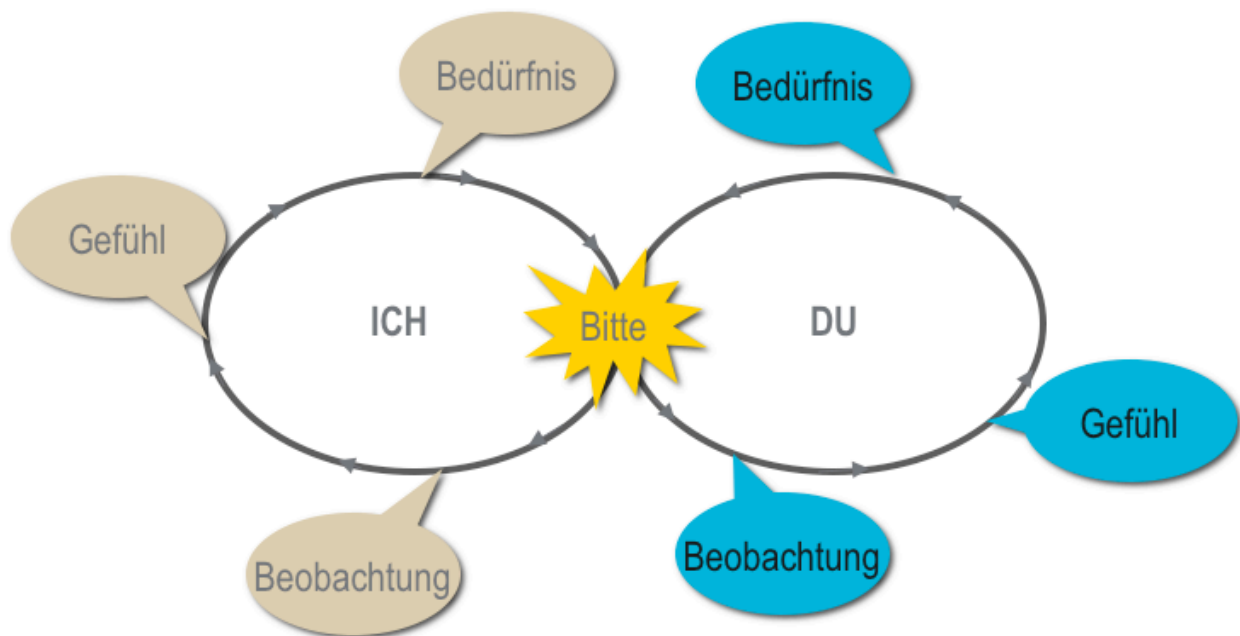 Bedürfnis
Bedürfnis
Gefühl
ICH
Bitte
DU
Gefühl
Beobachtung
Beobachtung